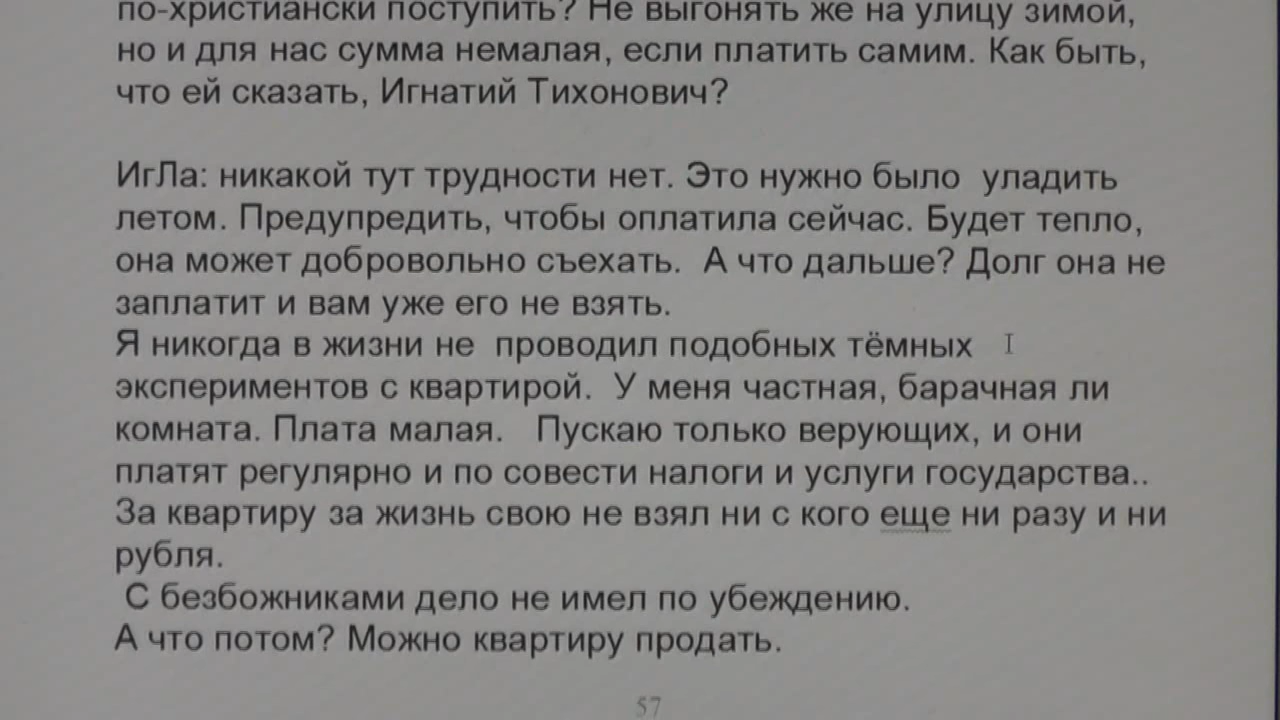 по-христиански поступить? Не выгонять же на улицу зимой,
но и для нас сумма немалая, если платить самим. Как быть,
что ей сказать, Игнатий Тихонович?
ИгЛа: никакой тут трудности нет. Это нужно было  уладить
летом. Предупредить, чтобы оплатила сейчас. Будет тепло,
она может добровольно съехать.  А что дальше? Долг она не
заплатит и вам уже его не взять.
Я никогда в жизни не  проводил подобных тёмных
экспериментов с квартирой.  У меня частная, барачная ли
комната. Плата малая.   Пускаю только верующих, и они
платят регулярно и по совести налоги и услуги государства..
За квартиру за жизнь свою не взял ни с кого еще ни разу и ни
рубля.
С безбожниками дело не имел по убеждению.
А что потом? Можно квартиру продать.
57